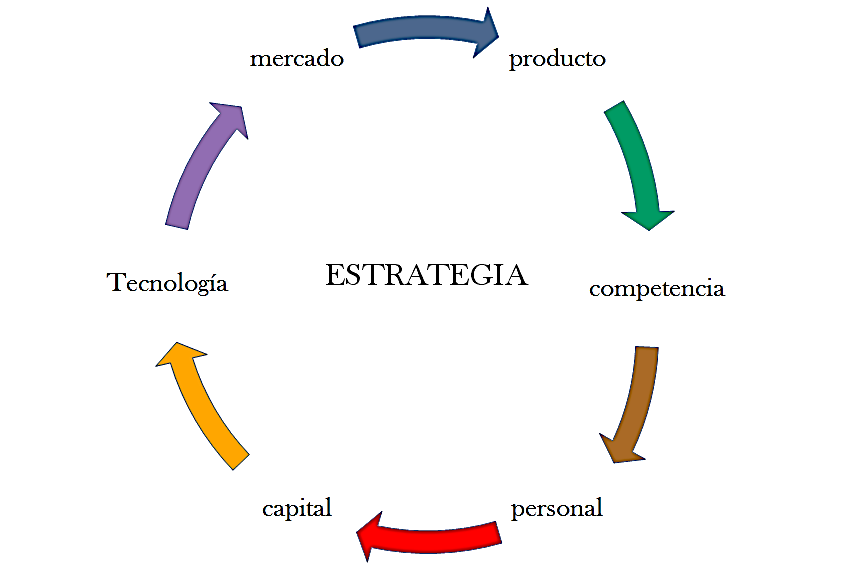 mercado
producto
Tecnología
ESTRATEGIA
competencia
capital
personal